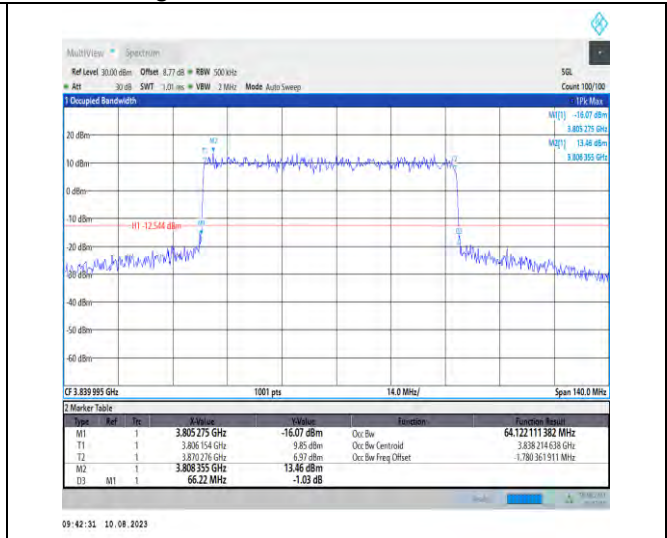 MultiView Spectrum
Ref Level 30.00 dBm Offset 8.77 dB RBW 500 kHz SGL
Att 30 dB SWT 1.01 ms VBW 2 MHz Mode Auto Sweep Count 100/100
1 Occupied Bandwidth 1Pk Max
M1[1] -16.07 dBm
3.805 275 GHz
M2[1] 13.46 dBm
3.808 355 GHz
20 dBm
M2
T1
10 dBm
T2
0 dBm
-10 dBm
H1 -12.544 dBm
M1
D3
-20 dBm
-30 dBm
-40 dBm
-50 dBm
-60 dBm
CF 3.839 995 GHz 1001 pts 14.0 MHz/ Span 140.0 MHz
2 Marker Table
Type Ref Trc X-Value Y-Value Function Function Result
M1 1 3.805 275 GHz -16.07 dBm Occ Bw 64.122 111 382 MHz
T1 1 3.806 154 GHz 9.85 dBm Occ Bw Centroid 3.838 214 638 GHz
T2 1 3.870 276 GHz 6.97 dBm Occ Bw Freq Offset -1.780 361 911 MHz
M2 1 3.808 355 GHz 13.46 dBm
D3 M1 1 66.22 MHz -1.03 dB
09:42:31 10.08.2023